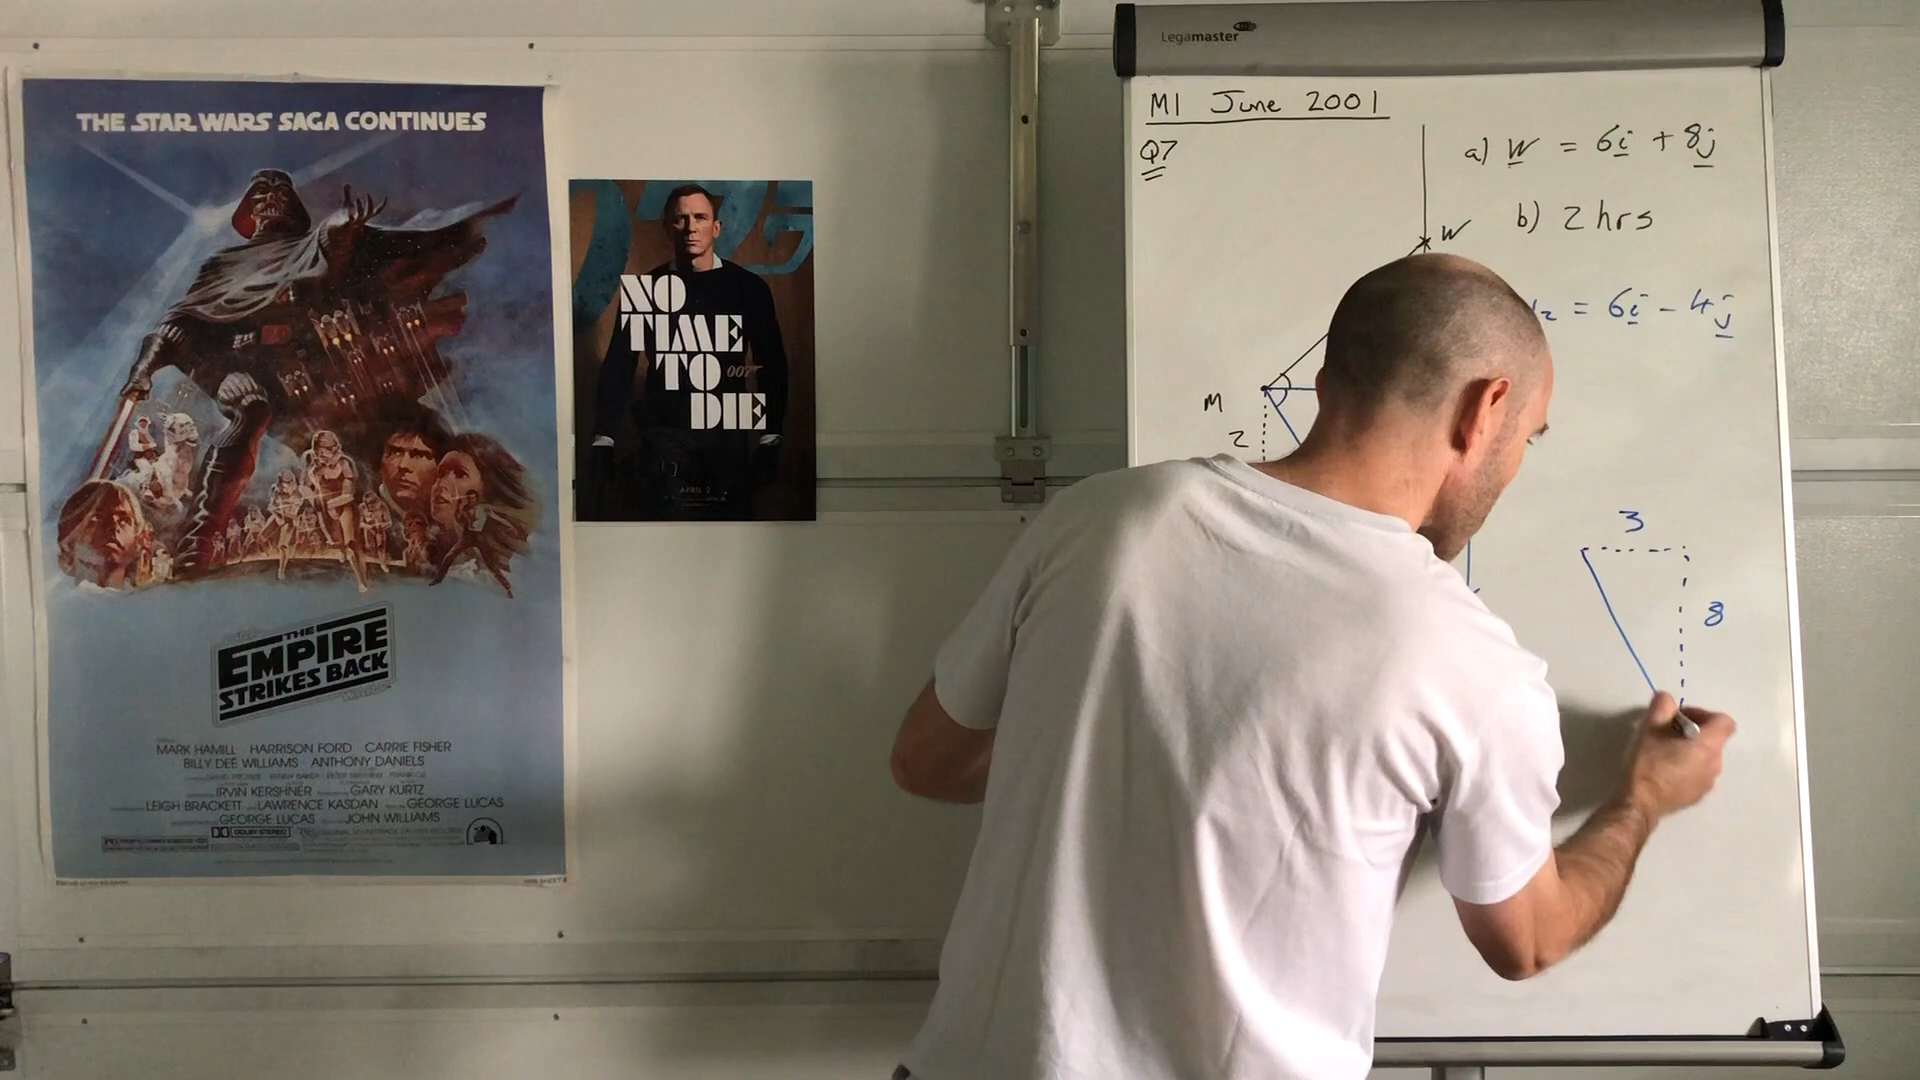 THE STAR WARS SAGA CONTINUES
THE
EMPIRE
STRIKES BACK
MARK HAMILL HARRISON FORD CARRIE FISHER
BILLY DEE WILLIAMS ANTHONY DANIELS
IRVIN KERSHNER GARY KURTZ
LEIGH BRACKETT LAWRENCE KASDAN GEORGE LUCAS
GEORGE LUCAS JOHN WILLIAMS
DOLBY STEREO
NO
TIME
TO 007
DIE
APRIL 2
Legamaster
M1 June 2001
Q7
a) W = 6i + 8j
b) 2 hrs
W
2 = 6i - 4j
M
2
3
8